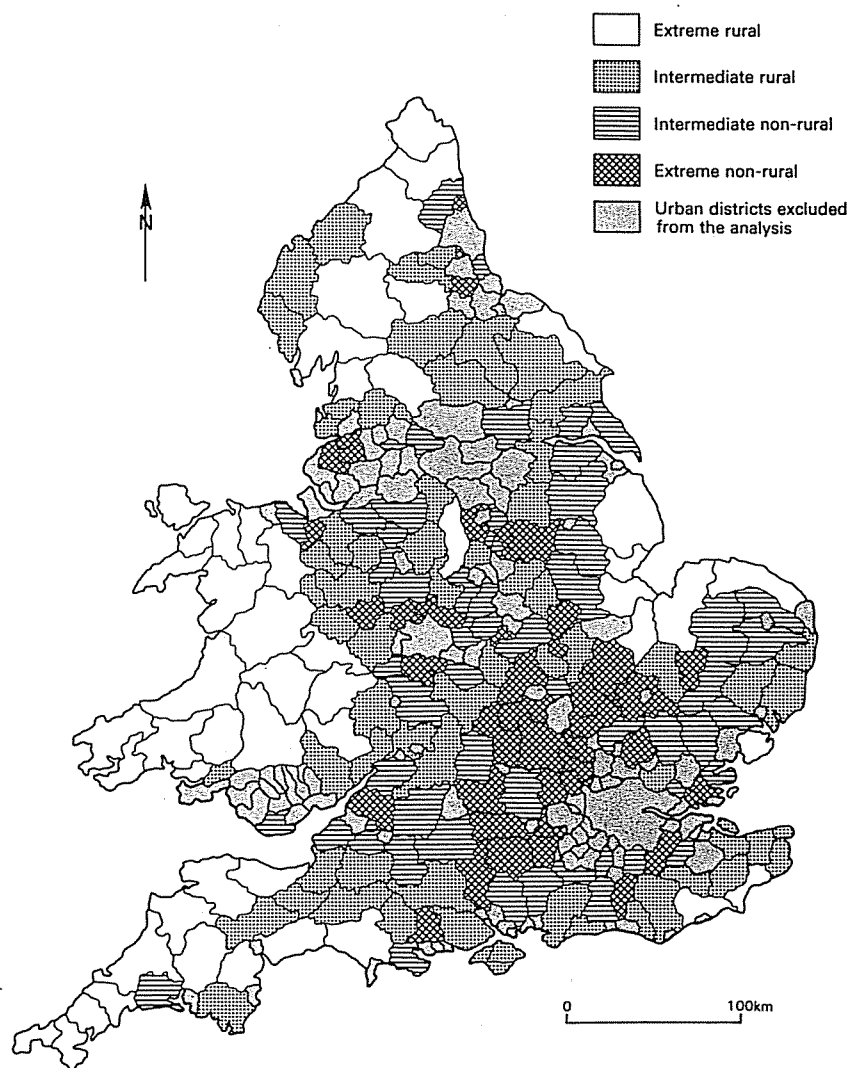 Extreme rural
Intermediate rural
Intermediate non-rural
Extreme non-rural
Urban districts excluded
from the analysis
N
0 100km